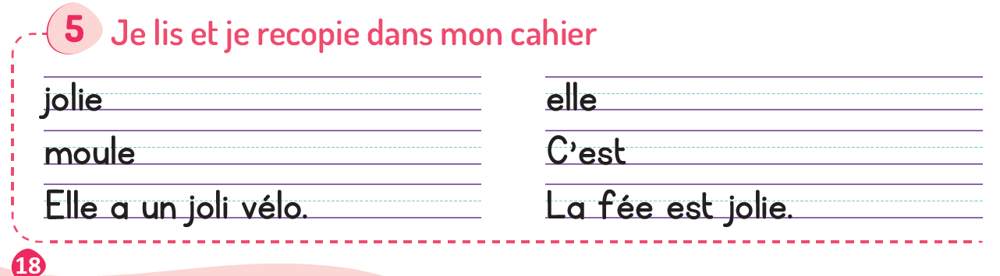 5 Je lis et je recopie dans mon cahier
jolie
elle
moule
C'est
Elle a un joli vélo.
La fée est jolie.
18